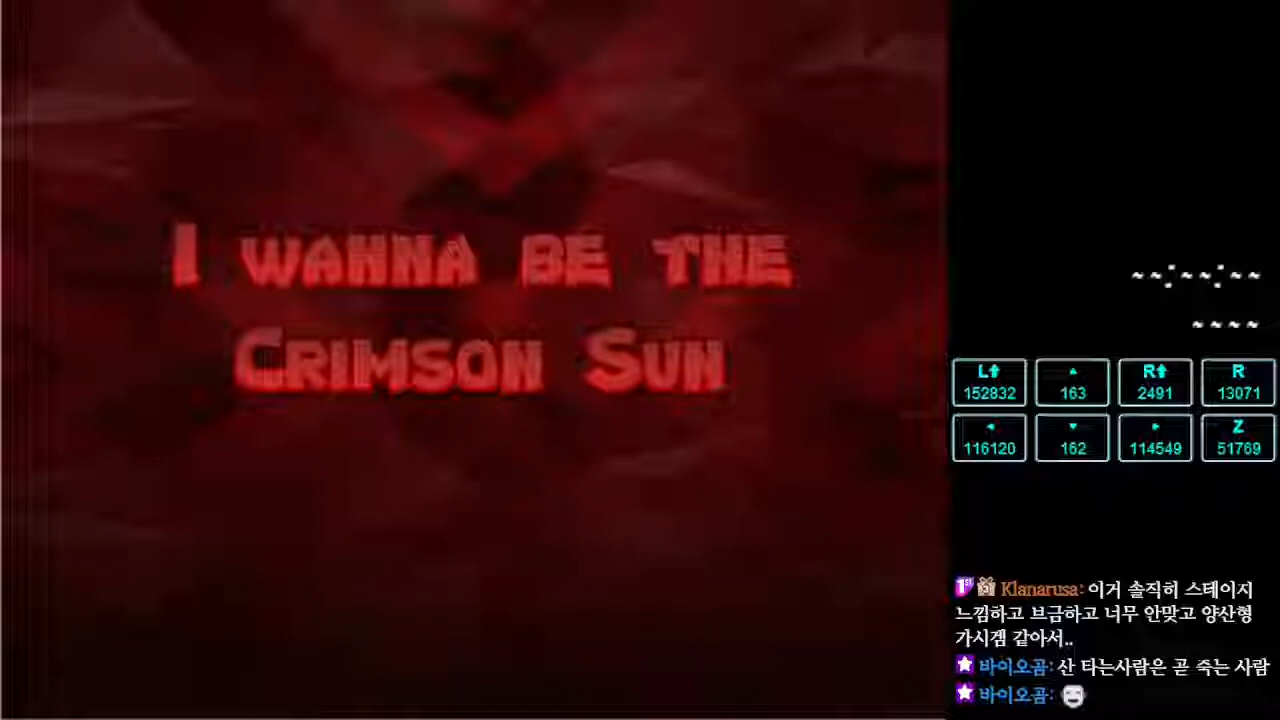 I WANNA BE THE
CRIMSON SUN
~~:~~:~~
~~~~
L⬆ ▲ R⬆ R
152832 163 2491 13071
◄ ▼ ► Z
116120 162 114549 51769
1ST Klanarusa: 이거 솔직히 스테이지
느낌하고 브금하고 너무 안맞고 양산형
가시겜 같아서..
바이오곰: 산 타는사람은 곧 죽는 사람
바이오곰: